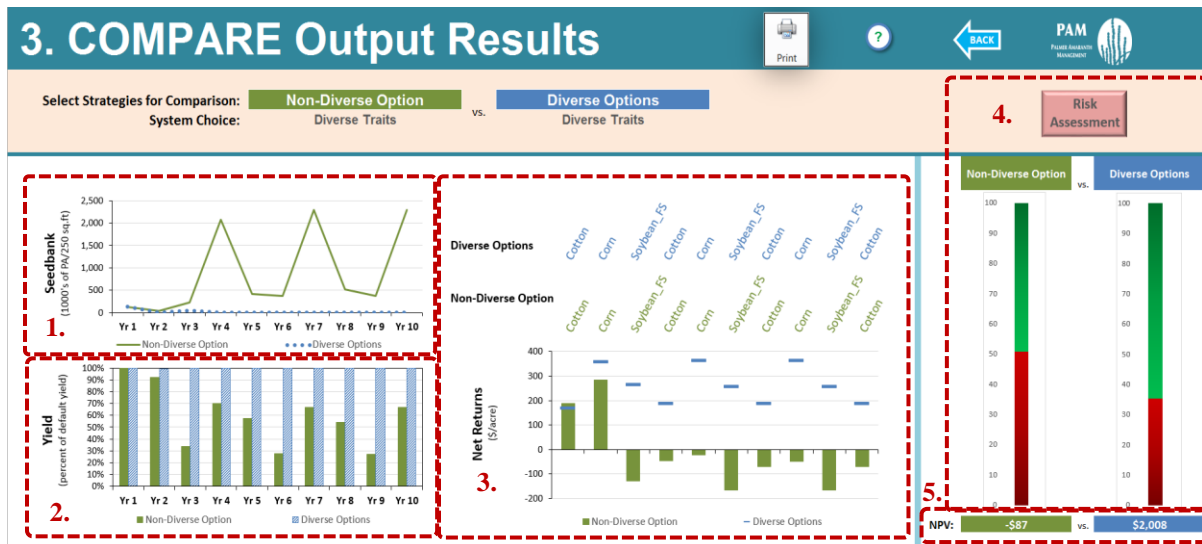 3. COMPARE Output Results
Print
?
BACK
PAM
PALMER AMARANTH
MANAGEMENT
Select Strategies for Comparison: Non-Diverse Option vs. Diverse Options
System Choice: Diverse Traits Diverse Traits
4.
Risk
Assessment
Seedbank
(1000's of PA/250 sq.ft)
2,500
2,000
1,500
1,000
500
0
Yr 1 Yr 2 Yr 3 Yr 4 Yr 5 Yr 6 Yr 7 Yr 8 Yr 9 Yr 10
1.
Non-Diverse Option Diverse Options
Yield
(percent of default yield)
100%
90%
80%
70%
60%
50%
40%
30%
20%
10%
0%
Yr 1 Yr 2 Yr 3 Yr 4 Yr 5 Yr 6 Yr 7 Yr 8 Yr 9 Yr 10
2.
Non-Diverse Option Diverse Options
Diverse Options
Cotton Corn Soybean_FS Cotton Corn Soybean_FS Cotton Corn Soybean_FS Cotton
Non-Diverse Option
Cotton Corn Soybean_FS Cotton Corn Soybean_FS Cotton Corn Soybean_FS Cotton
Net Returns
($/acre)
400
300
200
100
0
-100
-200
3.
Non-Diverse Option Diverse Options
Non-Diverse Option vs. Diverse Options
100 100
90 90
80 80
70 70
60 60
50 50
40 40
30 30
20 20
10 10
0 0
5.
NPV: -$87 vs. $2,008